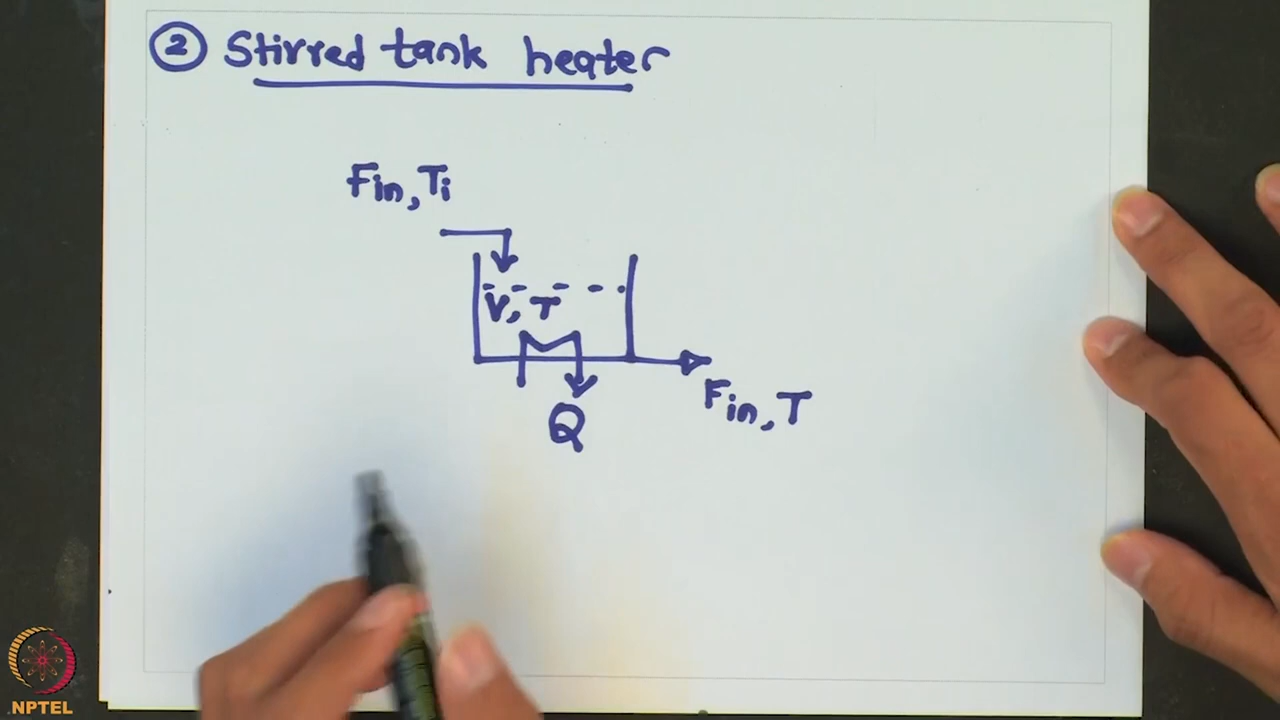 ② Stirred tank heater
Fin, Ti
V, T
Q
Fin, T
NPTEL